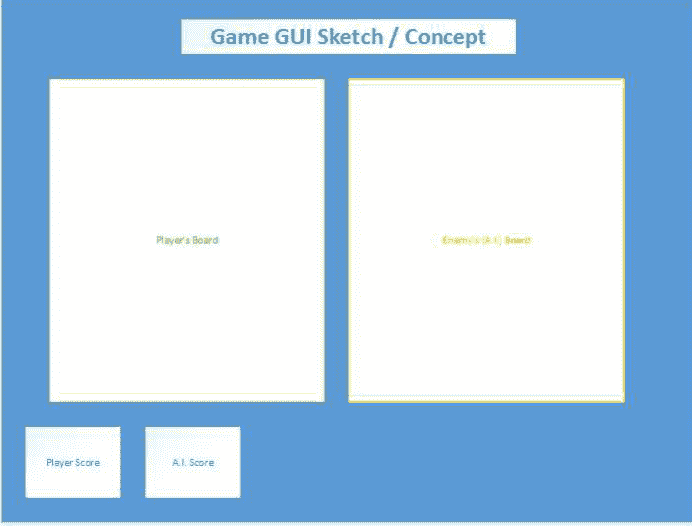 Game GUI Sketch / Concept
Player's Board
Enemy's (A.I) Board
Player Score
A.I. Score